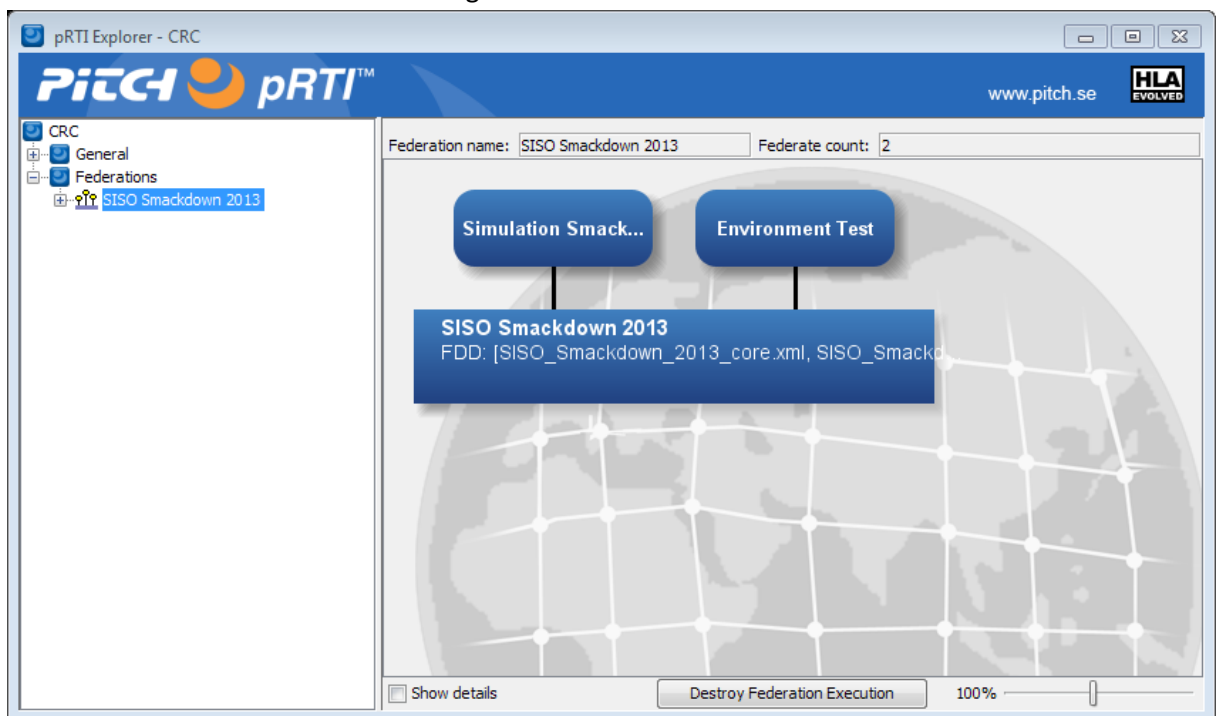 pRTI Explorer - CRC
PITCH pRTI™
www.pitch.se
HLA
EVOLVED
CRC
General
Federations
SISO Smackdown 2013
Federation name: SISO Smackdown 2013 Federate count: 2
Simulation Smack... Environment Test
SISO Smackdown 2013
FDD: [SISO_Smackdown_2013_core.xml, SISO_Smackd...
Show details Destroy Federation Execution 100%